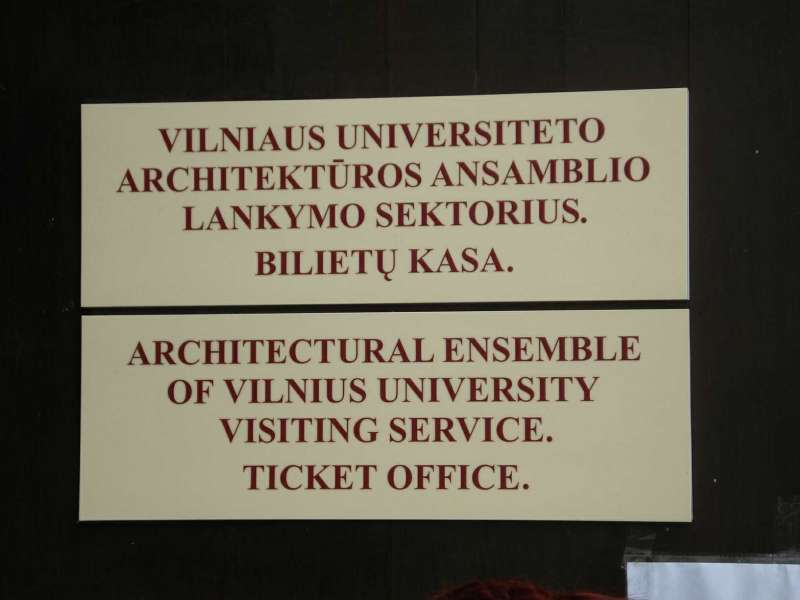 VILNIAUS UNIVERSITETO
ARCHITEKTŪROS ANSAMBLIO
LANKYMO SEKTORIUS.
BILIETŲ KASA.
ARCHITECTURAL ENSEMBLE
OF VILNIUS UNIVERSITY
VISITING SERVICE.
TICKET OFFICE.